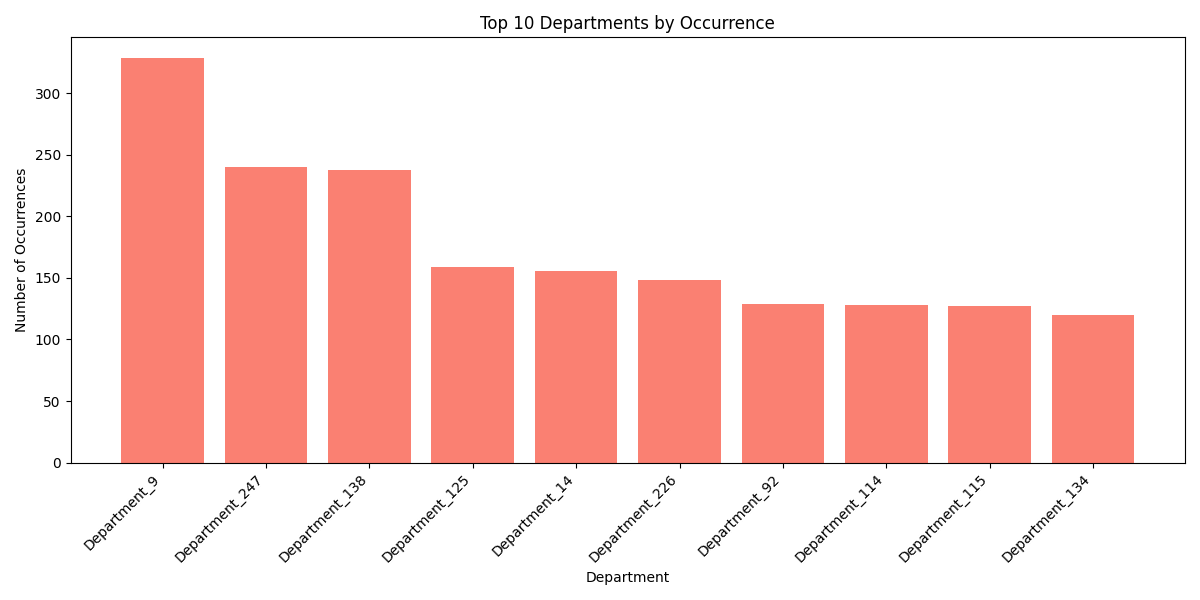 Top 10 Departments by Occurrence
Number of Occurrences
300
250
200
150
100
50
0
Department_9
Department_247
Department_138
Department_125
Department_14
Department_226
Department_92
Department_114
Department_115
Department_134
Department